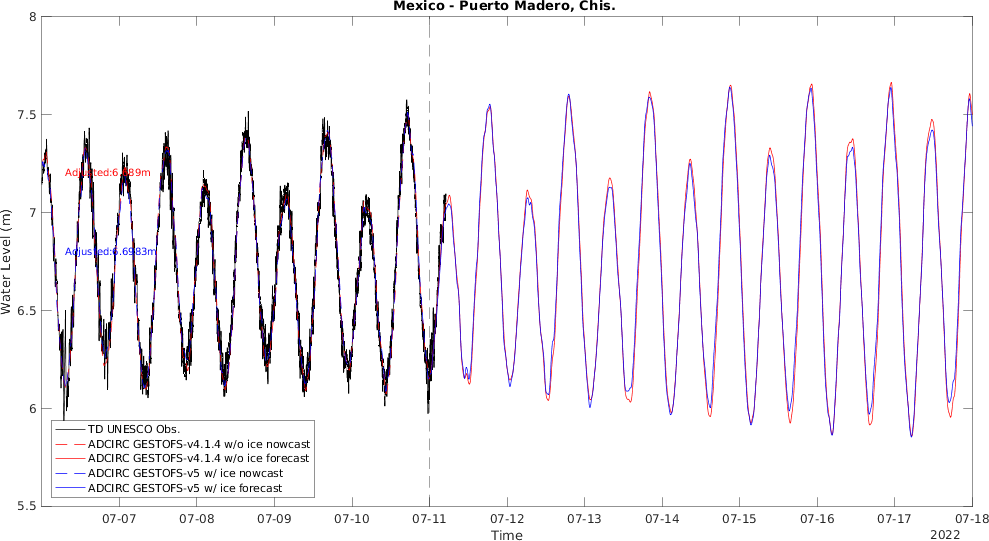 Mexico - Puerto Madero, Chis.
8
7.5
7
6.5
6
5.5
Water Level (m)
Adjusted:6.6983m
TD UNESCO Obs.
ADCIRC GESTOFS-v4.1.4 w/o ice nowcast
ADCIRC GESTOFS-v4.1.4 w/o ice forecast
ADCIRC GESTOFS-v5 w/ ice nowcast
ADCIRC GESTOFS-v5 w/ ice forecast
07-07
07-08
07-09
07-10
07-11
07-12
07-13
07-14
07-15
07-16
07-17
07-18
Time
2022